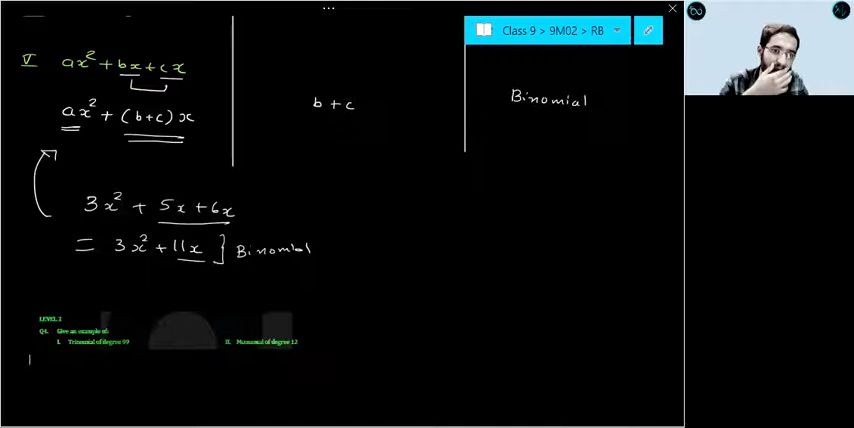 Class 9 > 9M02 > RB
V ax² + bx + cx
ax² + (b+c)x
b + c
Binomial
3x² + 5x + 6x
= 3x² + 11x ] Binomial
LEVEL 2
Q4. Give an example of:
I. Trinomial of degree 99 II. Monomial of degree 12